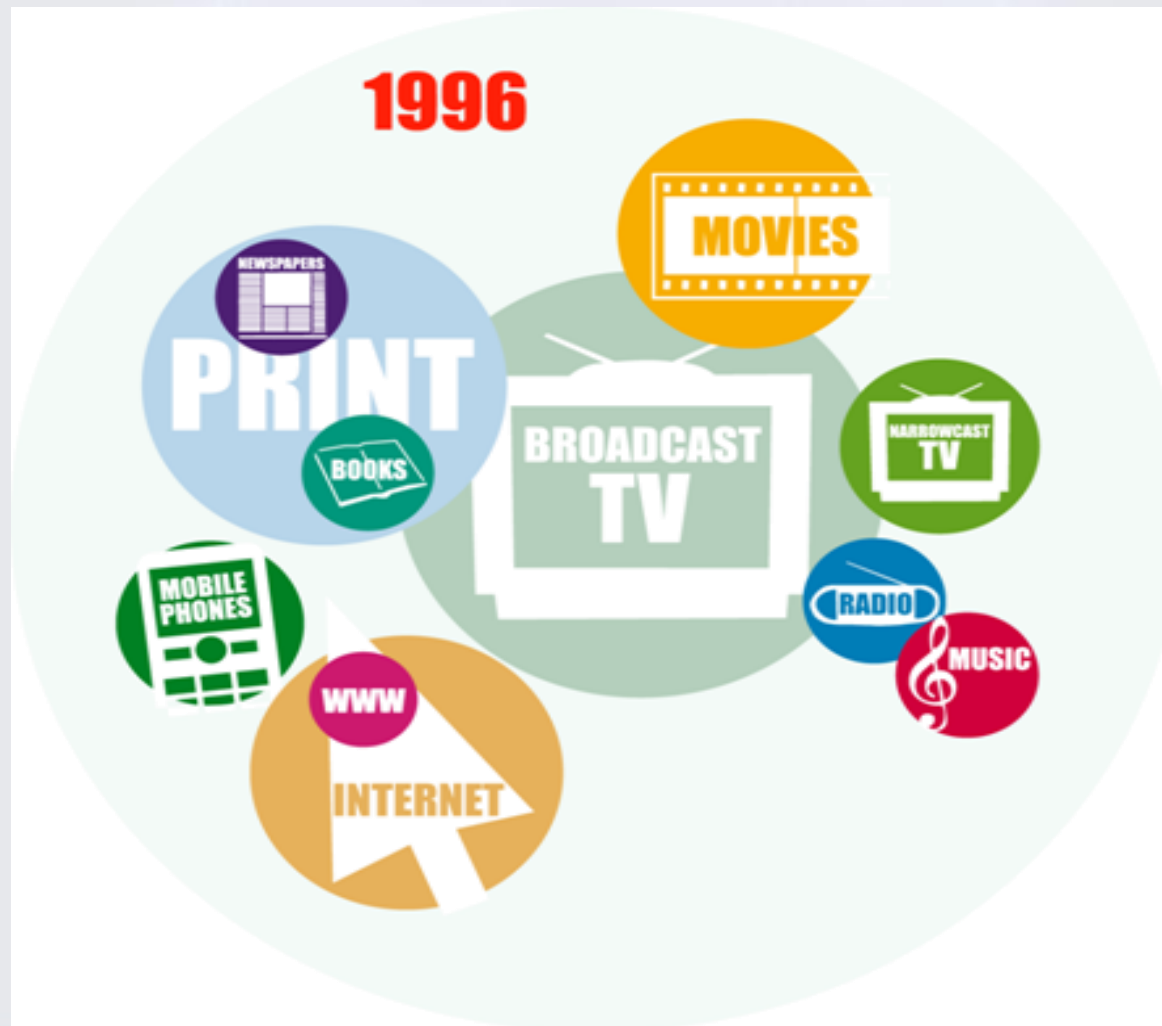 1996
MOVIES
NEWSPAPERS
PRINT
BOOKS
BROADCAST
TV
NARROWCAST
TV
MOBILE
PHONES
RADIO
MUSIC
WWW
INTERNET